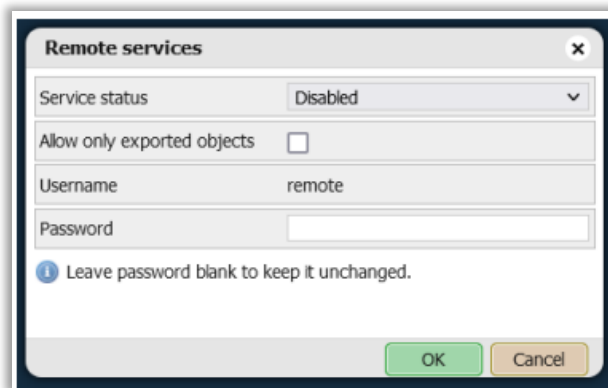 Remote services
Service status Disabled
Allow only exported objects
Username remote
Password
Leave password blank to keep it unchanged.
OK Cancel